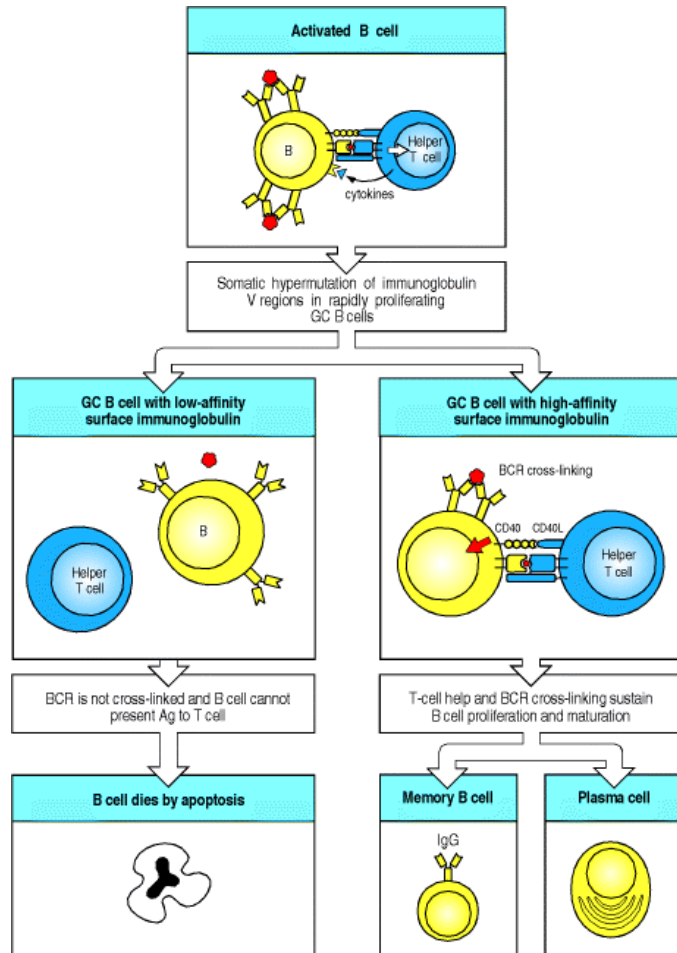 Activated B cell
B
Helper
T cell
cytokines
Somatic hypermutation of immunoglobulin
V regions in rapidly proliferating
GC B cells
GC B cell with low-affinity
surface immunoglobulin
B
Helper
T cell
GC B cell with high-affinity
surface immunoglobulin
BCR cross-linking
CD40 CD40L
Helper
T cell
BCR is not cross-linked and B cell cannot
present Ag to T cell
T-cell help and BCR cross-linking sustain
B cell proliferation and maturation
B cell dies by apoptosis
Memory B cell
IgG
Plasma cell